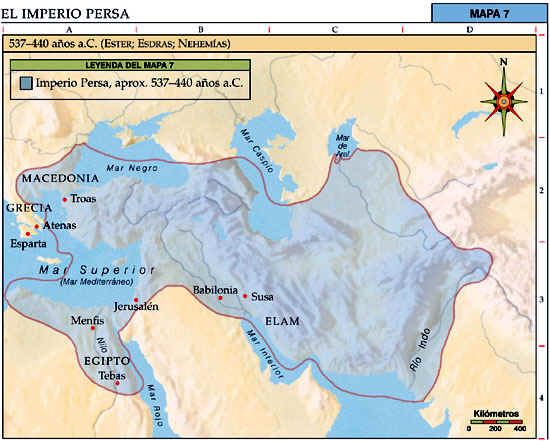 EL IMPERIO PERSA
MAPA 7
A
B
C
D
537–440 años a.C. (Ester; Esdras; Nehemías)
LEYENDA DEL MAPA 7
Imperio Persa, aprox. 537–440 años a.C.
N
1
Mar Caspio
Mar
de
Aral
Mar Negro
MACEDONIA
2
Troas
GRECIA
Atenas
Esparta
Mar Superior
(Mar Mediterráneo)
Babilonia
Susa
3
Jerusalén
Menfis
ELAM
Nilo
Mar Inferior
Río Indo
EGIPTO
Tebas
Mar Rojo
4
Kilómetros
0 200 400